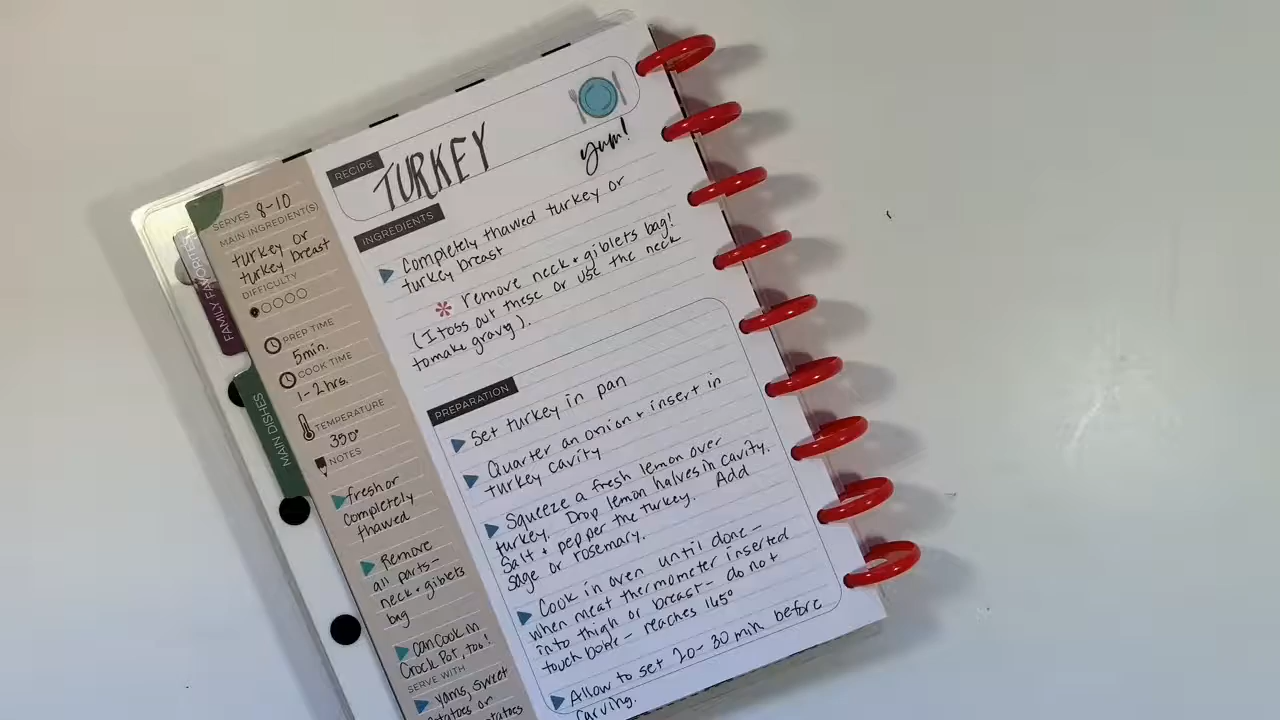 RECIPE
TURKEY
yum!
INGREDIENTS
Completely thawed turkey or
turkey breast
* remove neck + giblets bag!
(I toss out these or use the neck
to make gravy).
PREPARATION
Set turkey in pan
Quarter an onion + insert in
turkey cavity
Squeeze a fresh lemon over
turkey. Drop lemon halves in cavity.
Salt + pepper the turkey. Add
sage or rosemary.
Cook in oven until done –
when meat thermometer inserted
into thigh or breast – do not
touch bone – reaches 165°
Allow to set 20-30 min before
carving.
SERVES 8-10
MAIN INGREDIENT(S)
turkey or
turkey breast
DIFFICULTY
PREP TIME
5 min.
COOK TIME
1-2 hrs.
TEMPERATURE
350°
NOTES
fresh or
completely
thawed
Remove
all parts –
neck + giblets
bag
can cook in
Crock Pot, too!
SERVE WITH
yams, sweet
potatoes or
FAMILY FAVORITES
MAIN DISHES